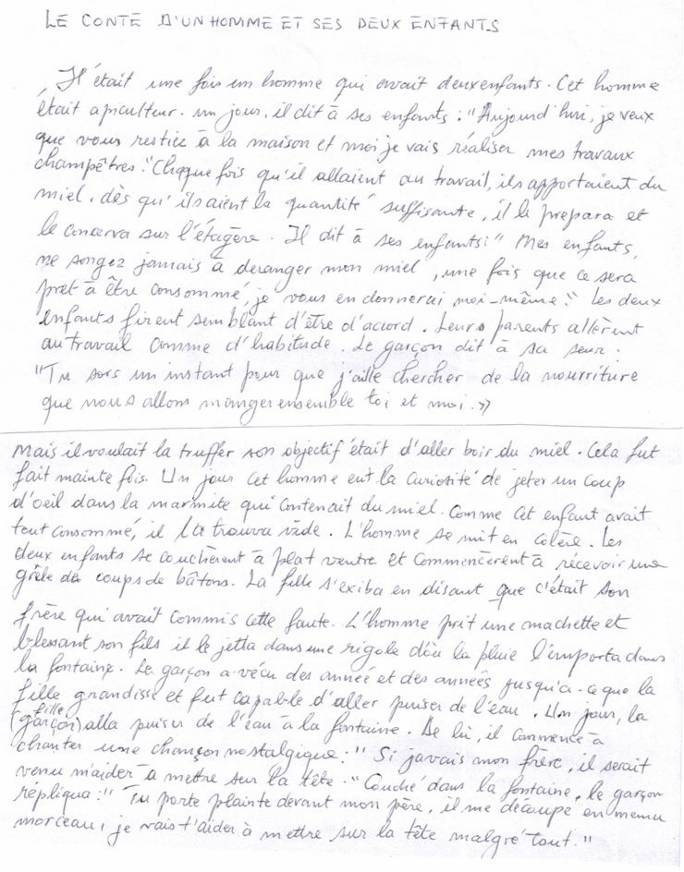 LE CONTE D'UN HOMME ET SES DEUX ENFANTS
Il était une fois un homme qui avait deux enfants. Cet homme
était apiculteur. un jour, il dit à ses enfants : "Aujourd'hui, je veux
que vous restiez à la maison et moi je vais réaliser mes travaux
champêtres." Chaque fois qu'il allaient au travail, ils apportaient du
miel. dès qu'ils aient la quantité suffisante, il le prepara et
le conserva sur l'étagère. Il dit à ses enfants: "Mes enfants,
ne songez jamais à deranger mon miel, une fois que ce sera
prêt à être consommé, je vous en donnerai moi-même." Les deux
enfants firent semblant d'être d'accord. Leurs parents allèrent
au travail comme d'habitude. Le garçon dit à sa seur :
"Tu sors un instant pour que j'aille chercher de la nourriture
que nous allons manger ensemble toi et moi.»
Mais il voulait la truffer son objectif était d'aller boir du miel. Cela fut
fait mainte fois. Un jour cet homme eut la curiosité de jeter un coup
d'oeil dans la marmite qui contenait du miel. Comme cet enfant avait
tout consommé, il la trouva vide. L'homme se mit en colère. Les
deux enfants se couchèrent à plat ventre et commencèrent à récevoir une
grêle de coups de bâtons. La fille s'exiba en disant que c'était son
frère qui avait commis cette faute. L'homme prit une machette et
blessant son fils il le jetta dans une rigole d'où la pluie l'emporta dans
la fontaine. Le garçon a vécu des année et des années jusqu'à-ce que la
fille grandisse et fut capable d'aller puiser de l'eau. Un jour, la
fille
(garçon) alla puiser de l'eau à la fontaine. De lui, il commence à
chanter une chançon nostalgique: "Si javais mon frère, il serait
venu m'aider à mettre sur la tête." Couché dans la fontaine, le garçon
répliqua: "Tu porte plainte devant mon père, il me découpe en menu
morceau, je vais t'aider à mettre sur la tête malgré tout."